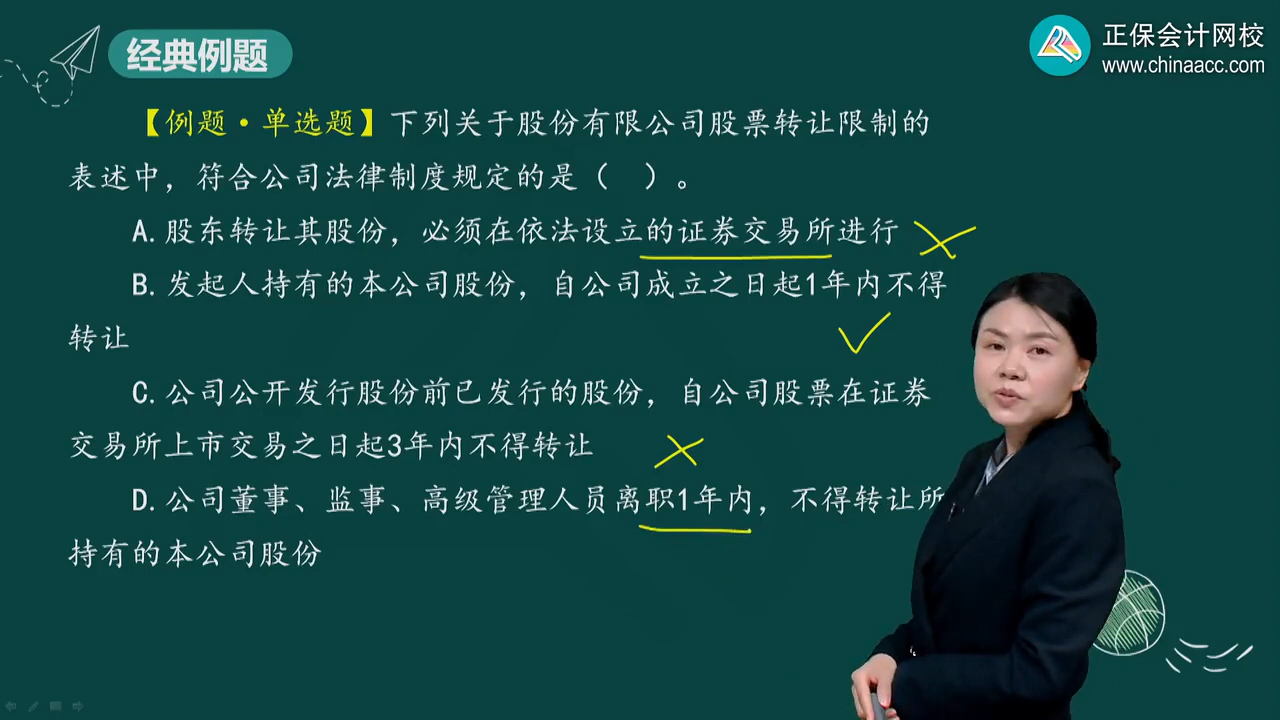 经典例题
正保会计网校
www.chinaacc.com
【例题·单选题】下列关于股份有限公司股票转让限制的
表述中，符合公司法律制度规定的是（　）。
A.股东转让其股份，必须在依法设立的证券交易所进行
B.发起人持有的本公司股份，自公司成立之日起1年内不得
转让
C.公司公开发行股份前已发行的股份，自公司股票在证券
交易所上市交易之日起3年内不得转让
D.公司董事、监事、高级管理人员离职1年内，不得转让所
持有的本公司股份